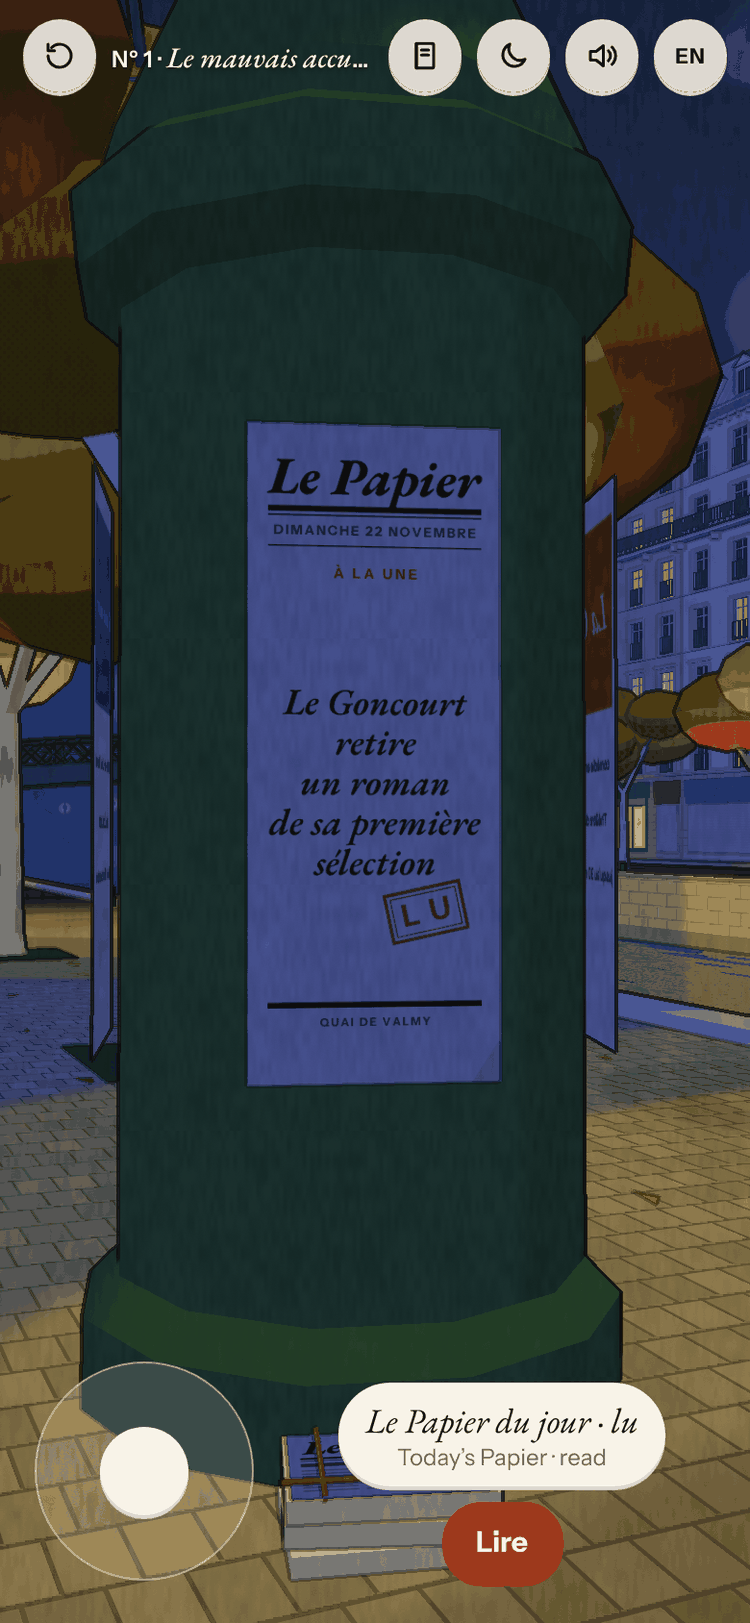 N° 1 · Le mauvais accu...
EN
Le Papier
DIMANCHE 22 NOVEMBRE
À LA UNE
Le Goncourt
retire
un roman
de sa première
sélection
LU
QUAI DE VALMY
Le Papier du jour · lu
Today's Papier · read
Lire